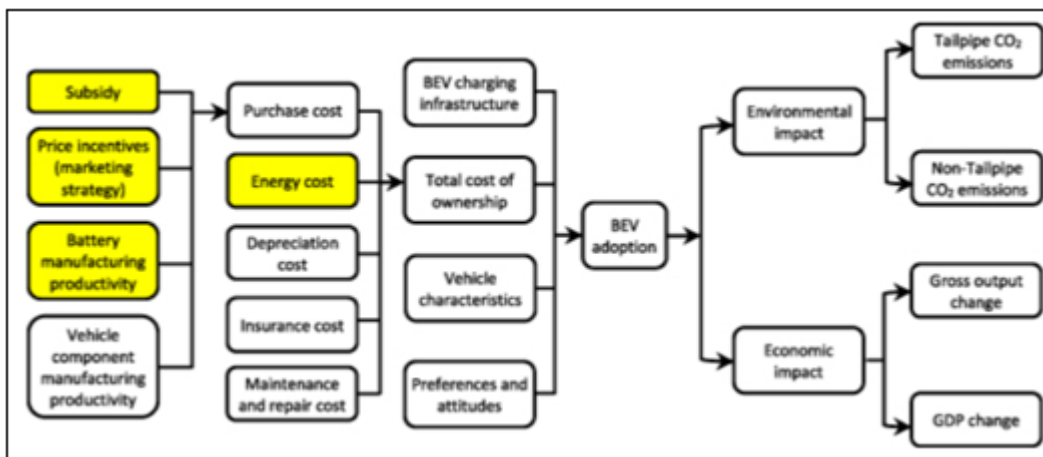 Subsidy
Price incentives
(marketing
strategy)
Battery
manufacturing
productivity
Vehicle
component
manufacturing
productivity
Purchase cost
Energy cost
Depreciation
cost
Insurance cost
Maintenance
and repair cost
BEV charging
infrastructure
Total cost of
ownership
Vehicle
characteristics
Preferences and
attitudes
BEV
adoption
Environmental
impact
Economic
impact
Tailpipe CO₂
emissions
Non-Tailpipe
CO₂ emissions
Gross output
change
GDP change